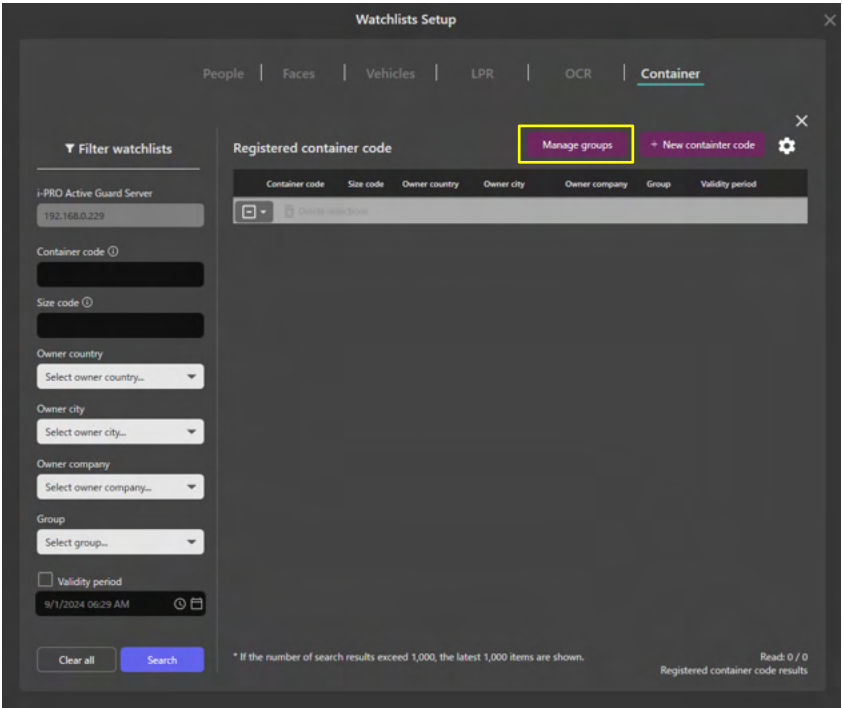 Watchlists Setup
People | Faces | Vehicles | LPR | OCR | Container
Filter watchlists
Registered container code
Manage groups
+ New containter code
Container code Size code Owner country Owner city Owner company Group Validity period
Delete selections
i-PRO Active Guard Server
192.168.0.229
Container code
Size code
Owner country
Select owner country...
Owner city
Select owner city...
Owner company
Select owner company...
Group
Select group...
Validity period
9/1/2024 06:29 AM
Clear all
Search
* If the number of search results exceed 1,000, the latest 1,000 items are shown.
Read: 0 / 0
Registered container code results